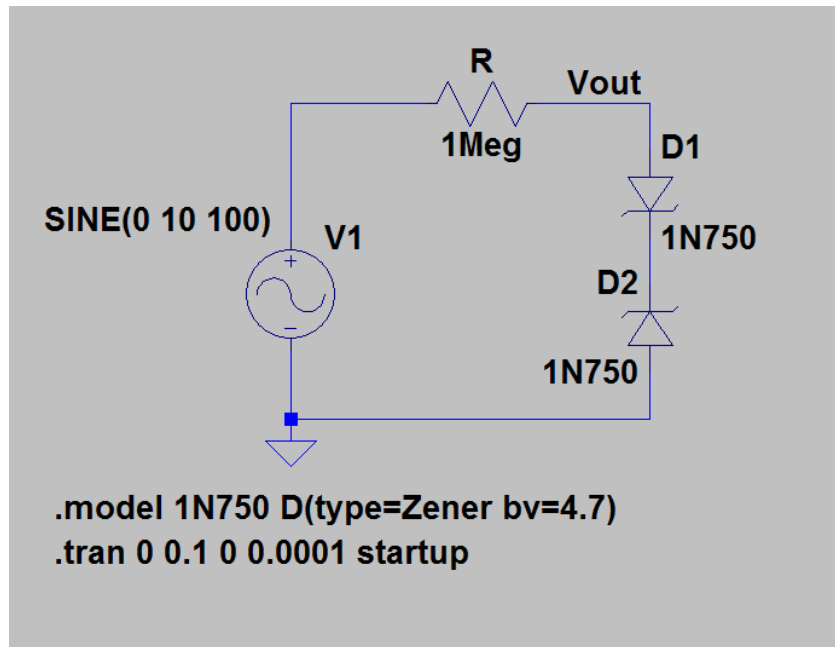 R
Vout
1Meg
D1
SINE(0 10 100)
V1
1N750
D2
1N750
.model 1N750 D(type=Zener bv=4.7)
.tran 0 0.1 0 0.0001 startup